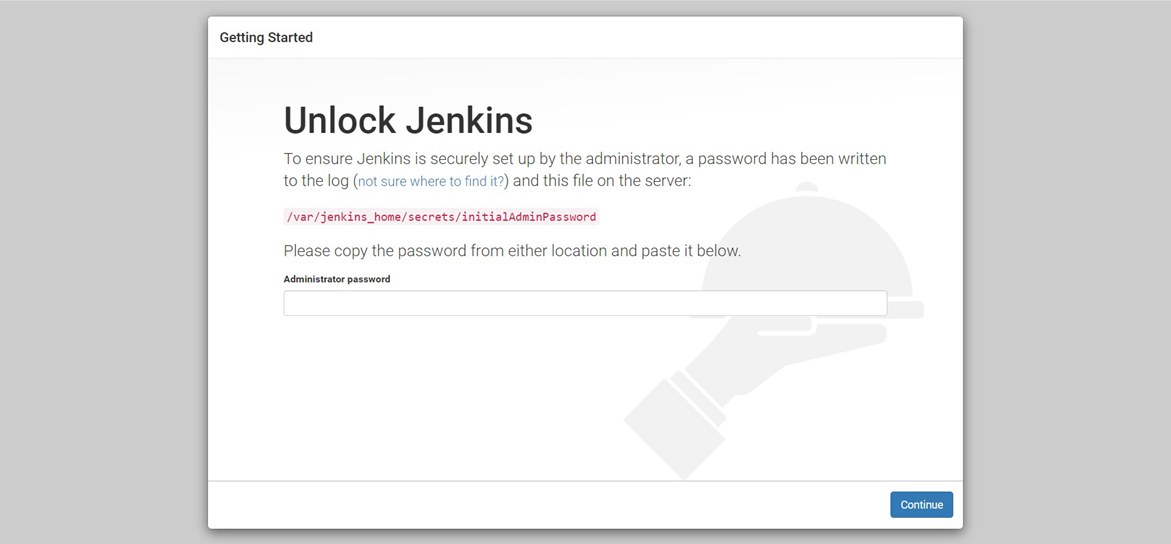 Getting Started
Unlock Jenkins
To ensure Jenkins is securely set up by the administrator, a password has been written
to the log (not sure where to find it?) and this file on the server:
/var/jenkins_home/secrets/initialAdminPassword
Please copy the password from either location and paste it below.
Administrator password
Continue